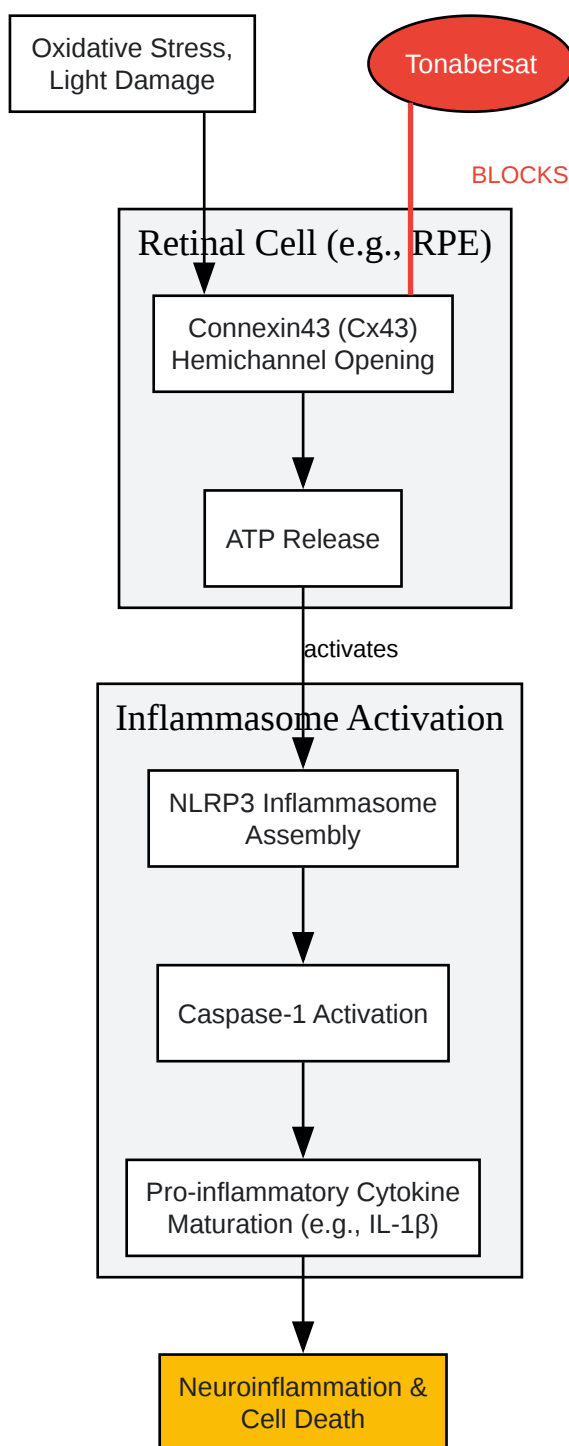 Oxidative Stress,
Light Damage
Tonabersat
BLOCKS
Retinal Cell (e.g., RPE)
Connexin43 (Cx43)
Hemichannel Opening
ATP Release
activates
Inflammasome Activation
NLRP3 Inflammasome
Assembly
Caspase-1 Activation
Pro-inflammatory Cytokine
Maturation (e.g., IL-1β)
Neuroinflammation &
Cell Death